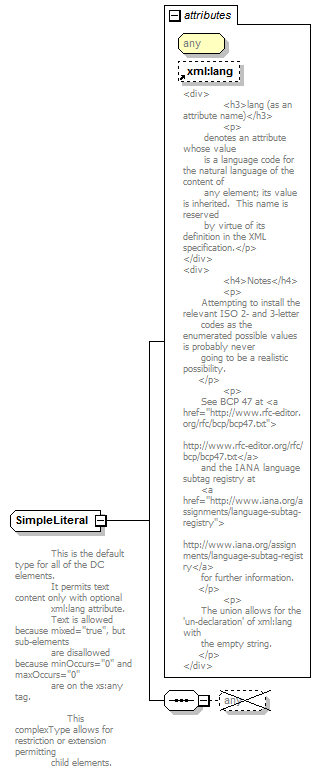 attributes
any
xml:lang
<div>
<h3>lang (as an
attribute name)</h3>
<p>
denotes an attribute
whose value
is a language code for
the natural language of the
content of
any element; its value
is inherited.  This name is
reserved
by virtue of its
definition in the XML
specification.</p>
</div>
<div>
<h4>Notes</h4>
<p>
Attempting to install the
relevant ISO 2- and 3-letter
codes as the
enumerated possible values
is probably never
going to be a realistic
possibility.
</p>
<p>
See BCP 47 at <a
href="http://www.rfc-editor.
org/rfc/bcp/bcp47.txt">
http://www.rfc-editor.org/rfc/
bcp/bcp47.txt</a>
and the IANA language
subtag registry at
<a
href="http://www.iana.org/a
ssignments/language-subtag-
registry">
http://www.iana.org/assign
ments/language-subtag-regist
ry</a>
for further information.
</p>
<p>
The union allows for the
'un-declaration' of xml:lang
with
the empty string.
</p>
</div>
SimpleLiteral
This is the default
type for all of the DC
elements.
It permits text
content only with optional
xml:lang attribute.
Text is allowed
because mixed="true", but
sub-elements
are disallowed
because minOccurs="0" and
maxOccurs="0"
are on the xs:any
tag.
This
complexType allows for
restriction or extension
permitting
child elements.
any